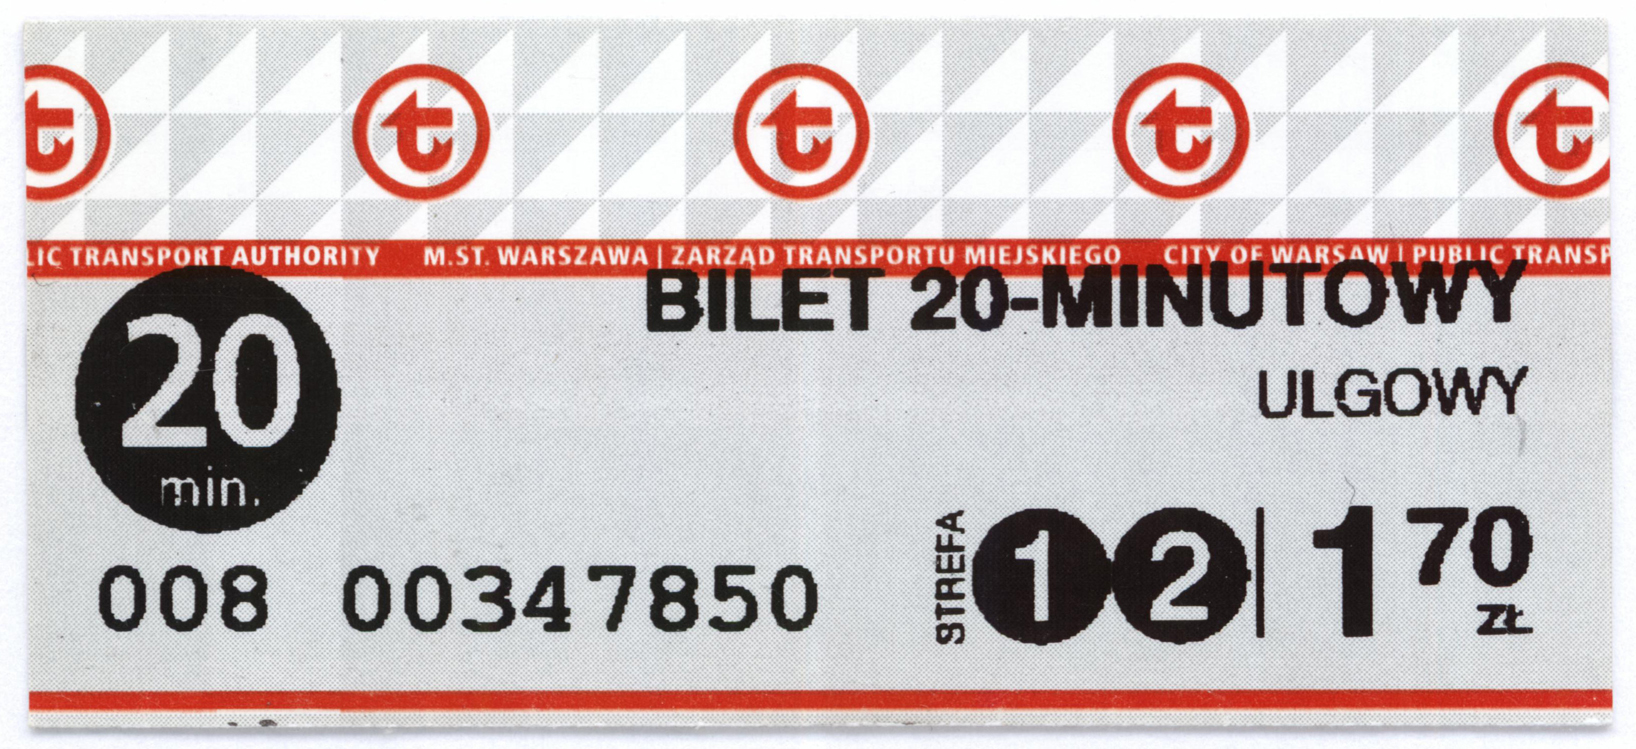 LIC TRANSPORT AUTHORITY M.ST. WARSZAWA | ZARZĄD TRANSPORTU MIEJSKIEGO CITY OF WARSAW | PUBLIC TRANSP
BILET 20-MINUTOWY
20
min.
ULGOWY
008 00347850
STREFA 1 2 | 1 70 ZŁ